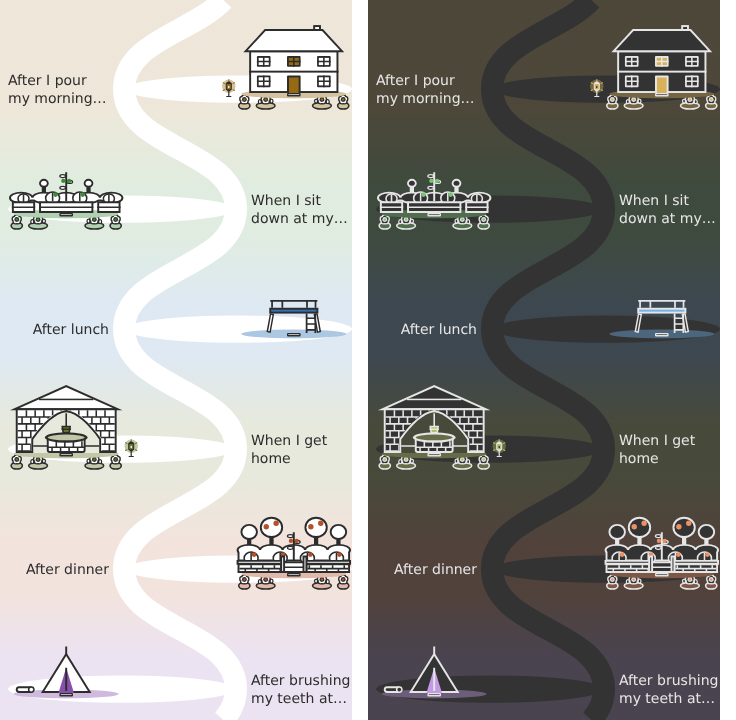 After I pour
my morning…
When I sit
down at my…
After lunch
When I get
home
After dinner
After brushing
my teeth at…
After I pour
my morning…
When I sit
down at my…
After lunch
When I get
home
After dinner
After brushing
my teeth at…